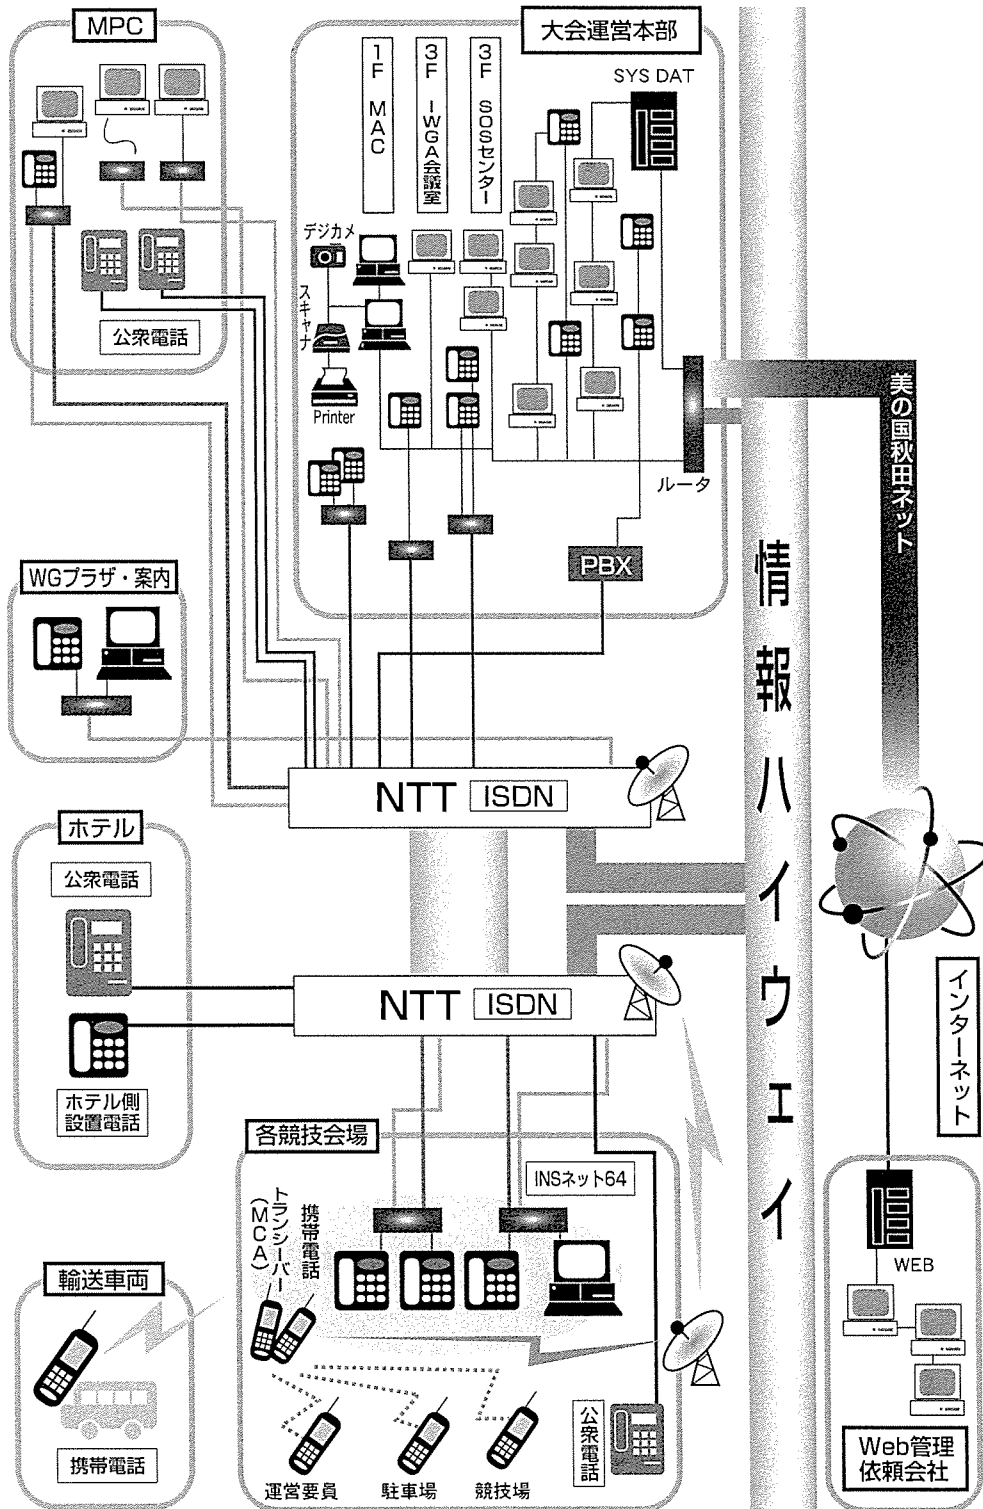 MPC
大会運営本部
1F MAC
3F IWGA会議室
3F SOSセンター
SYS DAT
デジカメ
スキャナ
Printer
公衆電話
ルータ
PBX
美の国秋田ネット
情報ハイウェイ
WGプラザ・案内
NTT ISDN
ホテル
公衆電話
NTT ISDN
ホテル側
設置電話
インターネット
各競技会場
INSネット64
トランシーバー
(MCA)
携帯電話
WEB
輸送車両
携帯電話
運営要員
駐車場
競技場
公衆電話
Web管理
依頼会社